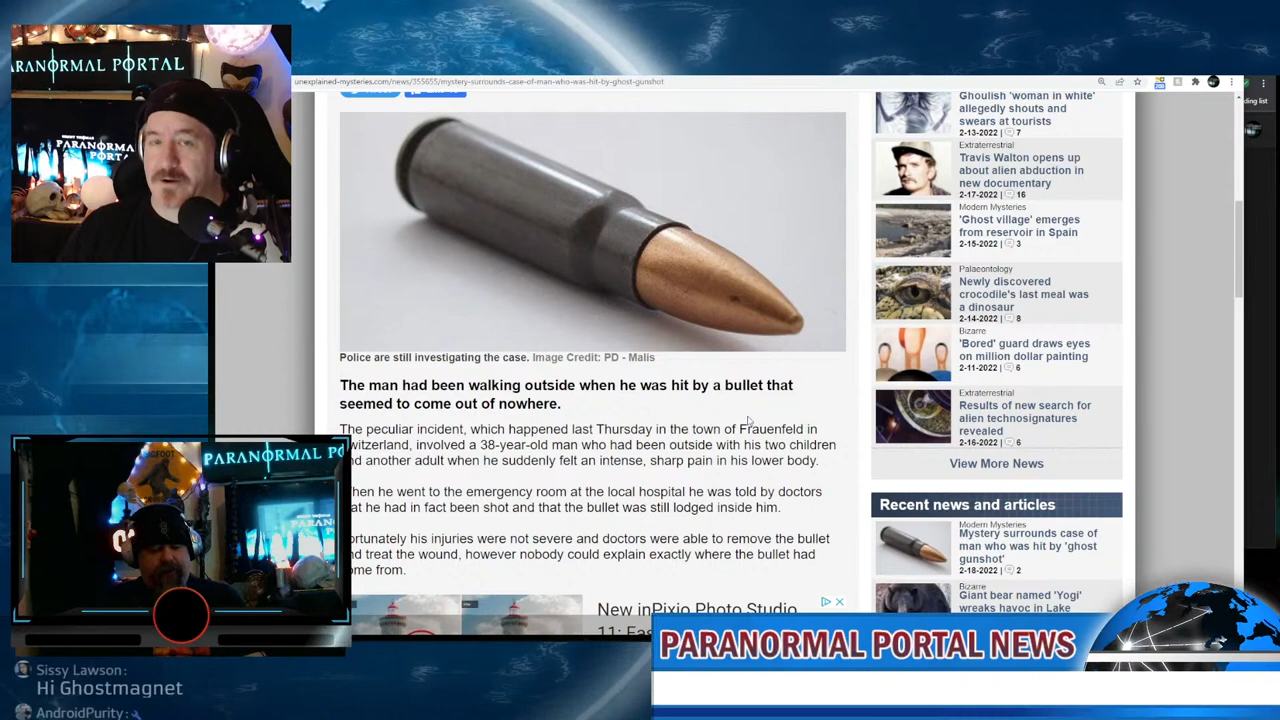 PARANORMAL PORTAL
PARANORMAL
PORTA
unexplained-mysteries.com/news/355655/mystery-surrounds-case-of-man-who-was-hit-by-ghost-gunshot
Police are still investigating the case. Image Credit: PD - Malis
The man had been walking outside when he was hit by a bullet that
seemed to come out of nowhere.
The peculiar incident, which happened last Thursday in the town of Frauenfeld in
witzerland, involved a 38-year-old man who had been outside with his two children
nd another adult when he suddenly felt an intense, sharp pain in his lower body.
hen he went to the emergency room at the local hospital he was told by doctors
at he had in fact been shot and that the bullet was still lodged inside him.
ortunately his injuries were not severe and doctors were able to remove the bullet
nd treat the wound, however nobody could explain exactly where the bullet had
ome from.
New inPixio Photo Studio
Ghoulish 'woman in white'
allegedly shouts and
swears at tourists
2-13-2022 | 7
Extraterrestrial
Travis Walton opens up
about alien abduction in
new documentary
2-17-2022 | 16
Modern Mysteries
'Ghost village' emerges
from reservoir in Spain
2-15-2022 | 3
Palaeontology
Newly discovered
crocodile's last meal was
a dinosaur
2-14-2022 | 8
Bizarre
'Bored' guard draws eyes
on million dollar painting
2-11-2022 | 6
Extraterrestrial
Results of new search for
alien technosignatures
revealed
2-16-2022 | 6
View More News
Recent news and articles
Modern Mysteries
Mystery surrounds case of
man who was hit by 'ghost
gunshot'
2-18-2022 | 2
Bizarre
Giant bear named 'Yogi'
wreaks havoc in Lake
ding list
BIGFOOT
PARANORMAL PO
PARANORMAL PORTAL NEWS
Sissy Lawson:
Hi Ghostmagnet
AndroidPurity: